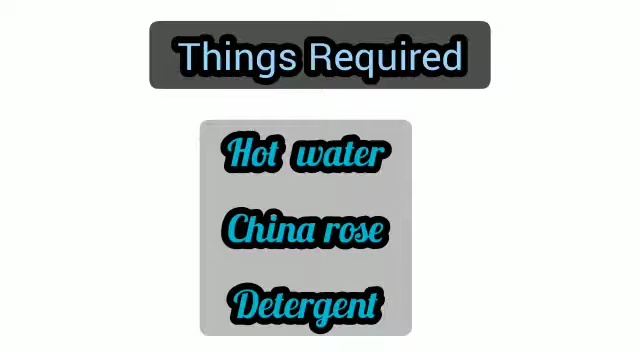 Things Required
Hot water
China rose
Detergent